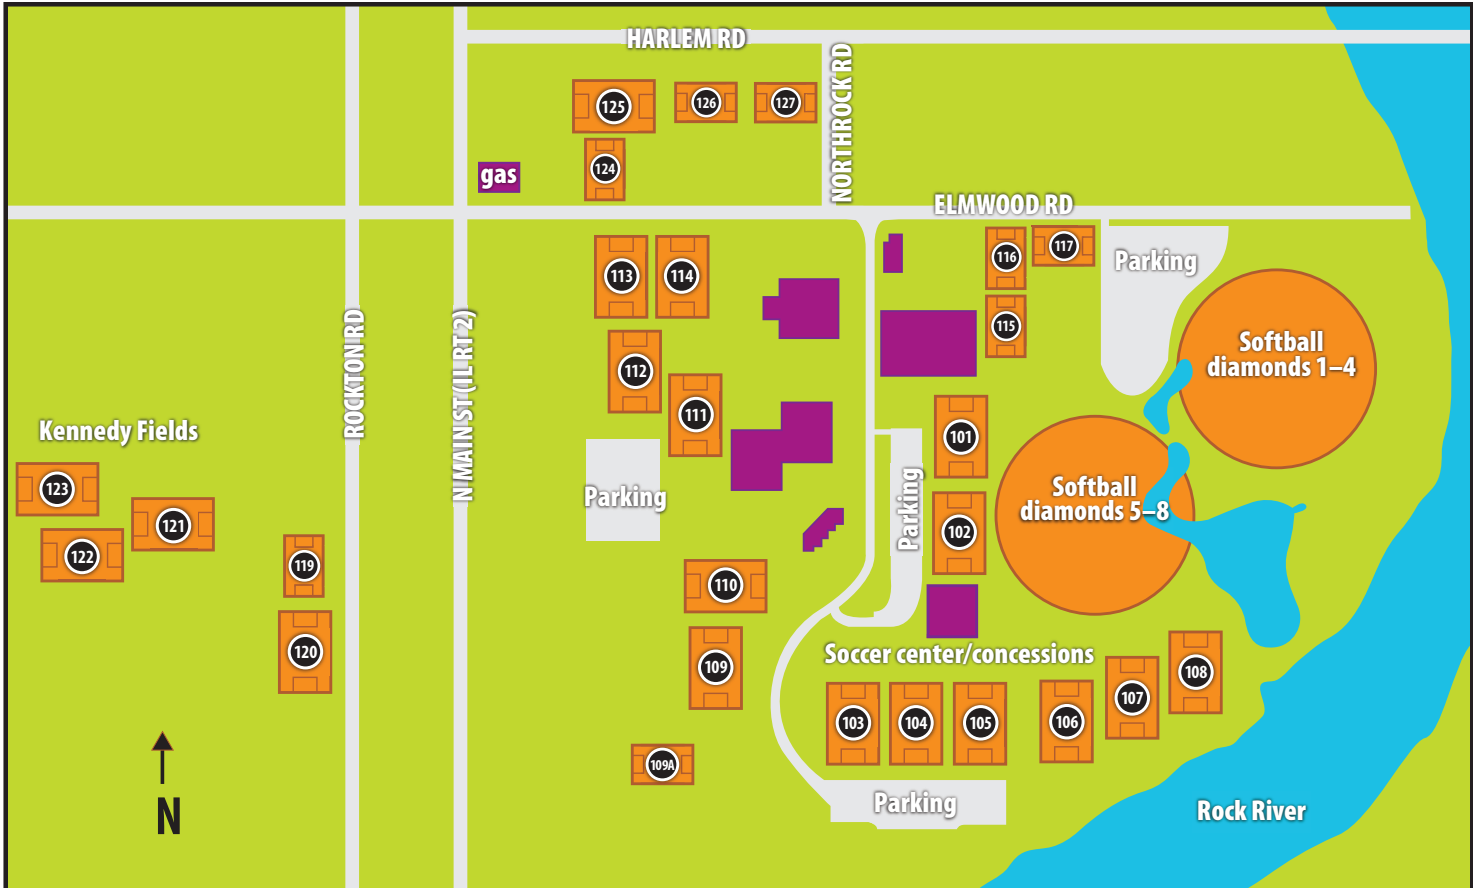 HARLEM RD
NORTHROCK RD
125
126
127
124
gas
ELMWOOD RD
113
114
116
117
Parking
115
ROCKTON RD
N MAIN ST (IL RT 2)
112
111
Softball
diamonds 1–4
Kennedy Fields
101
123
121
122
Parking
Parking
102
Softball
diamonds 5–8
119
120
110
109
109A
Soccer center/concessions
103
104
105
106
107
108
N
Parking
Rock River